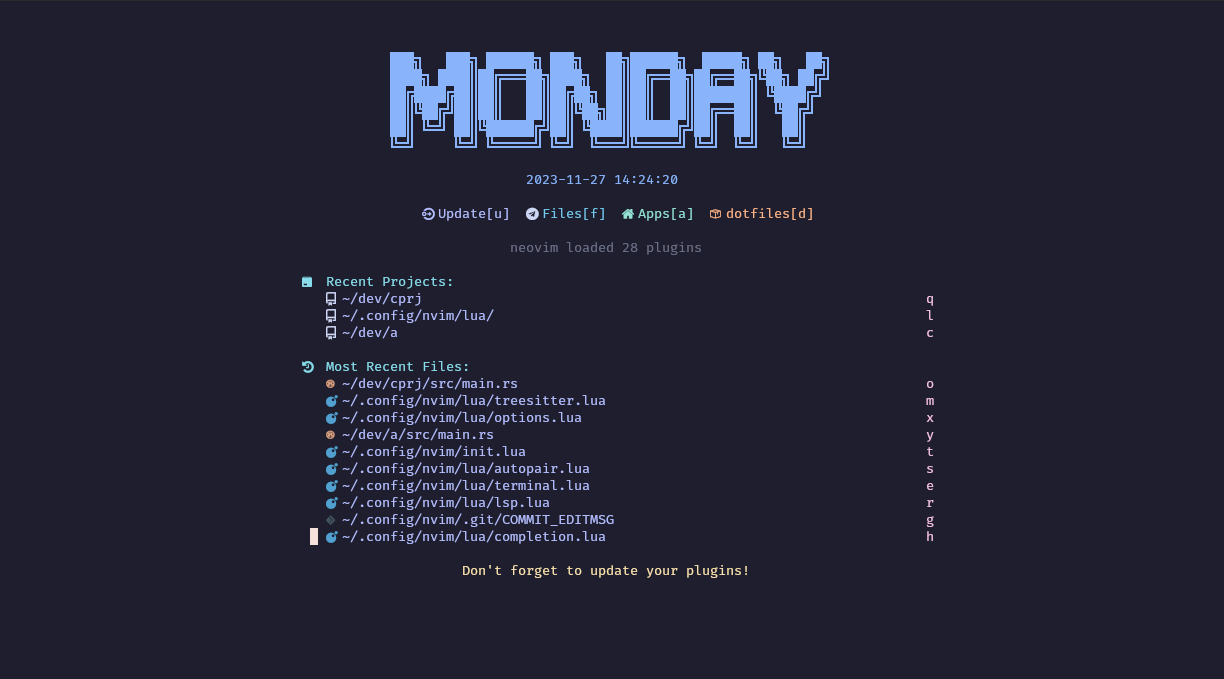 MONDAY
2023-11-27 14:24:20
Update[u] Files[f] Apps[a] dotfiles[d]
neovim loaded 28 plugins
Recent Projects:
~/dev/cprj q
~/.config/nvim/lua/ l
~/dev/a c
Most Recent Files:
~/dev/cprj/src/main.rs o
~/.config/nvim/lua/treesitter.lua m
~/.config/nvim/lua/options.lua x
~/dev/a/src/main.rs y
~/.config/nvim/init.lua t
~/.config/nvim/lua/autopair.lua s
~/.config/nvim/lua/terminal.lua e
~/.config/nvim/lua/lsp.lua r
~/.config/nvim/.git/COMMIT_EDITMSG g
~/.config/nvim/lua/completion.lua h
Don't forget to update your plugins!